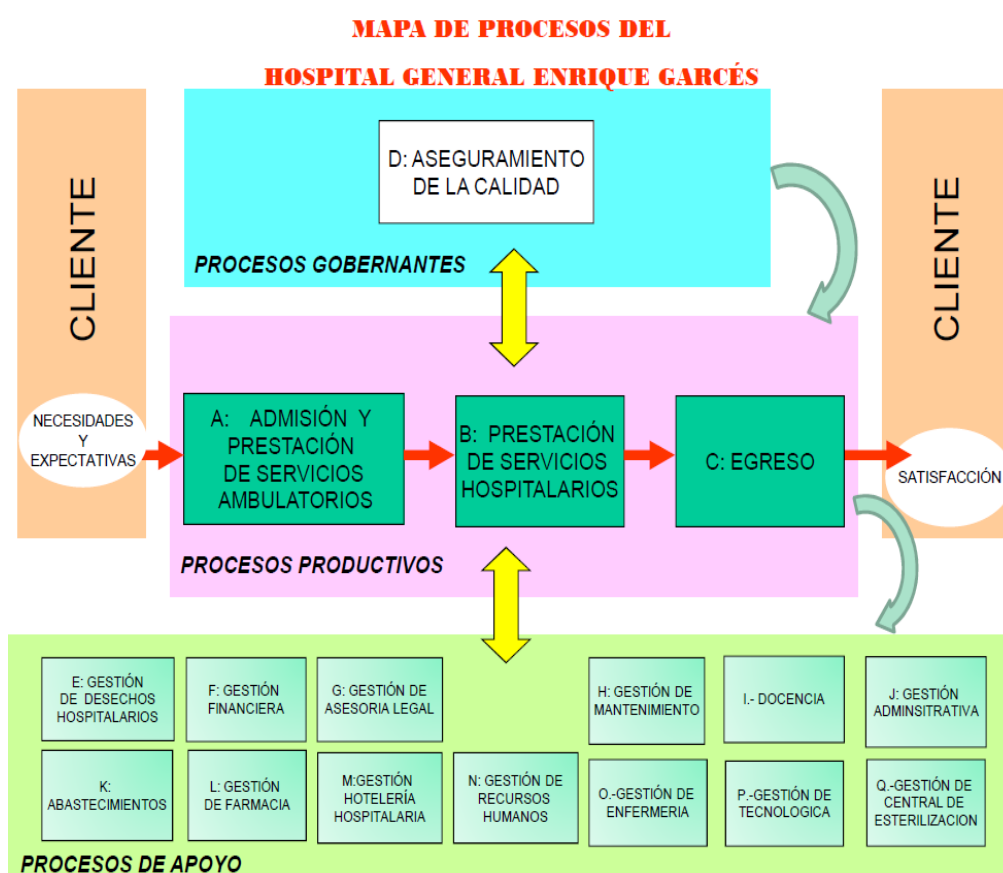 MAPA DE PROCESOS DEL
HOSPITAL GENERAL ENRIQUE GARCÉS
CLIENTE
D: ASEGURAMIENTO
DE LA CALIDAD
PROCESOS GOBERNANTES
CLIENTE
NECESIDADES
Y
EXPECTATIVAS
A: ADMISIÓN Y
PRESTACIÓN
DE SERVICIOS
AMBULATORIOS
B: PRESTACIÓN
DE SERVICIOS
HOSPITALARIOS
C: EGRESO
SATISFACCIÓN
PROCESOS PRODUCTIVOS
E: GESTIÓN
DE DESECHOS
HOSPITALARIOS
F: GESTIÓN
FINANCIERA
G: GESTIÓN DE
ASESORIA LEGAL
H: GESTIÓN DE
MANTENIMIENTO
I.- DOCENCIA
J: GESTIÓN
ADMINSITRATIVA
K:
ABASTECIMIENTOS
L: GESTIÓN
DE FARMACIA
M:GESTIÓN
HOTELERÍA
HOSPITALARIA
N: GESTIÓN DE
RECURSOS
HUMANOS
O.-GESTIÓN DE
ENFERMERIA
P.-GESTIÓN DE
TECNOLOGICA
Q.-GESTIÓN DE
CENTRAL DE
ESTERILIZACION
PROCESOS DE APOYO